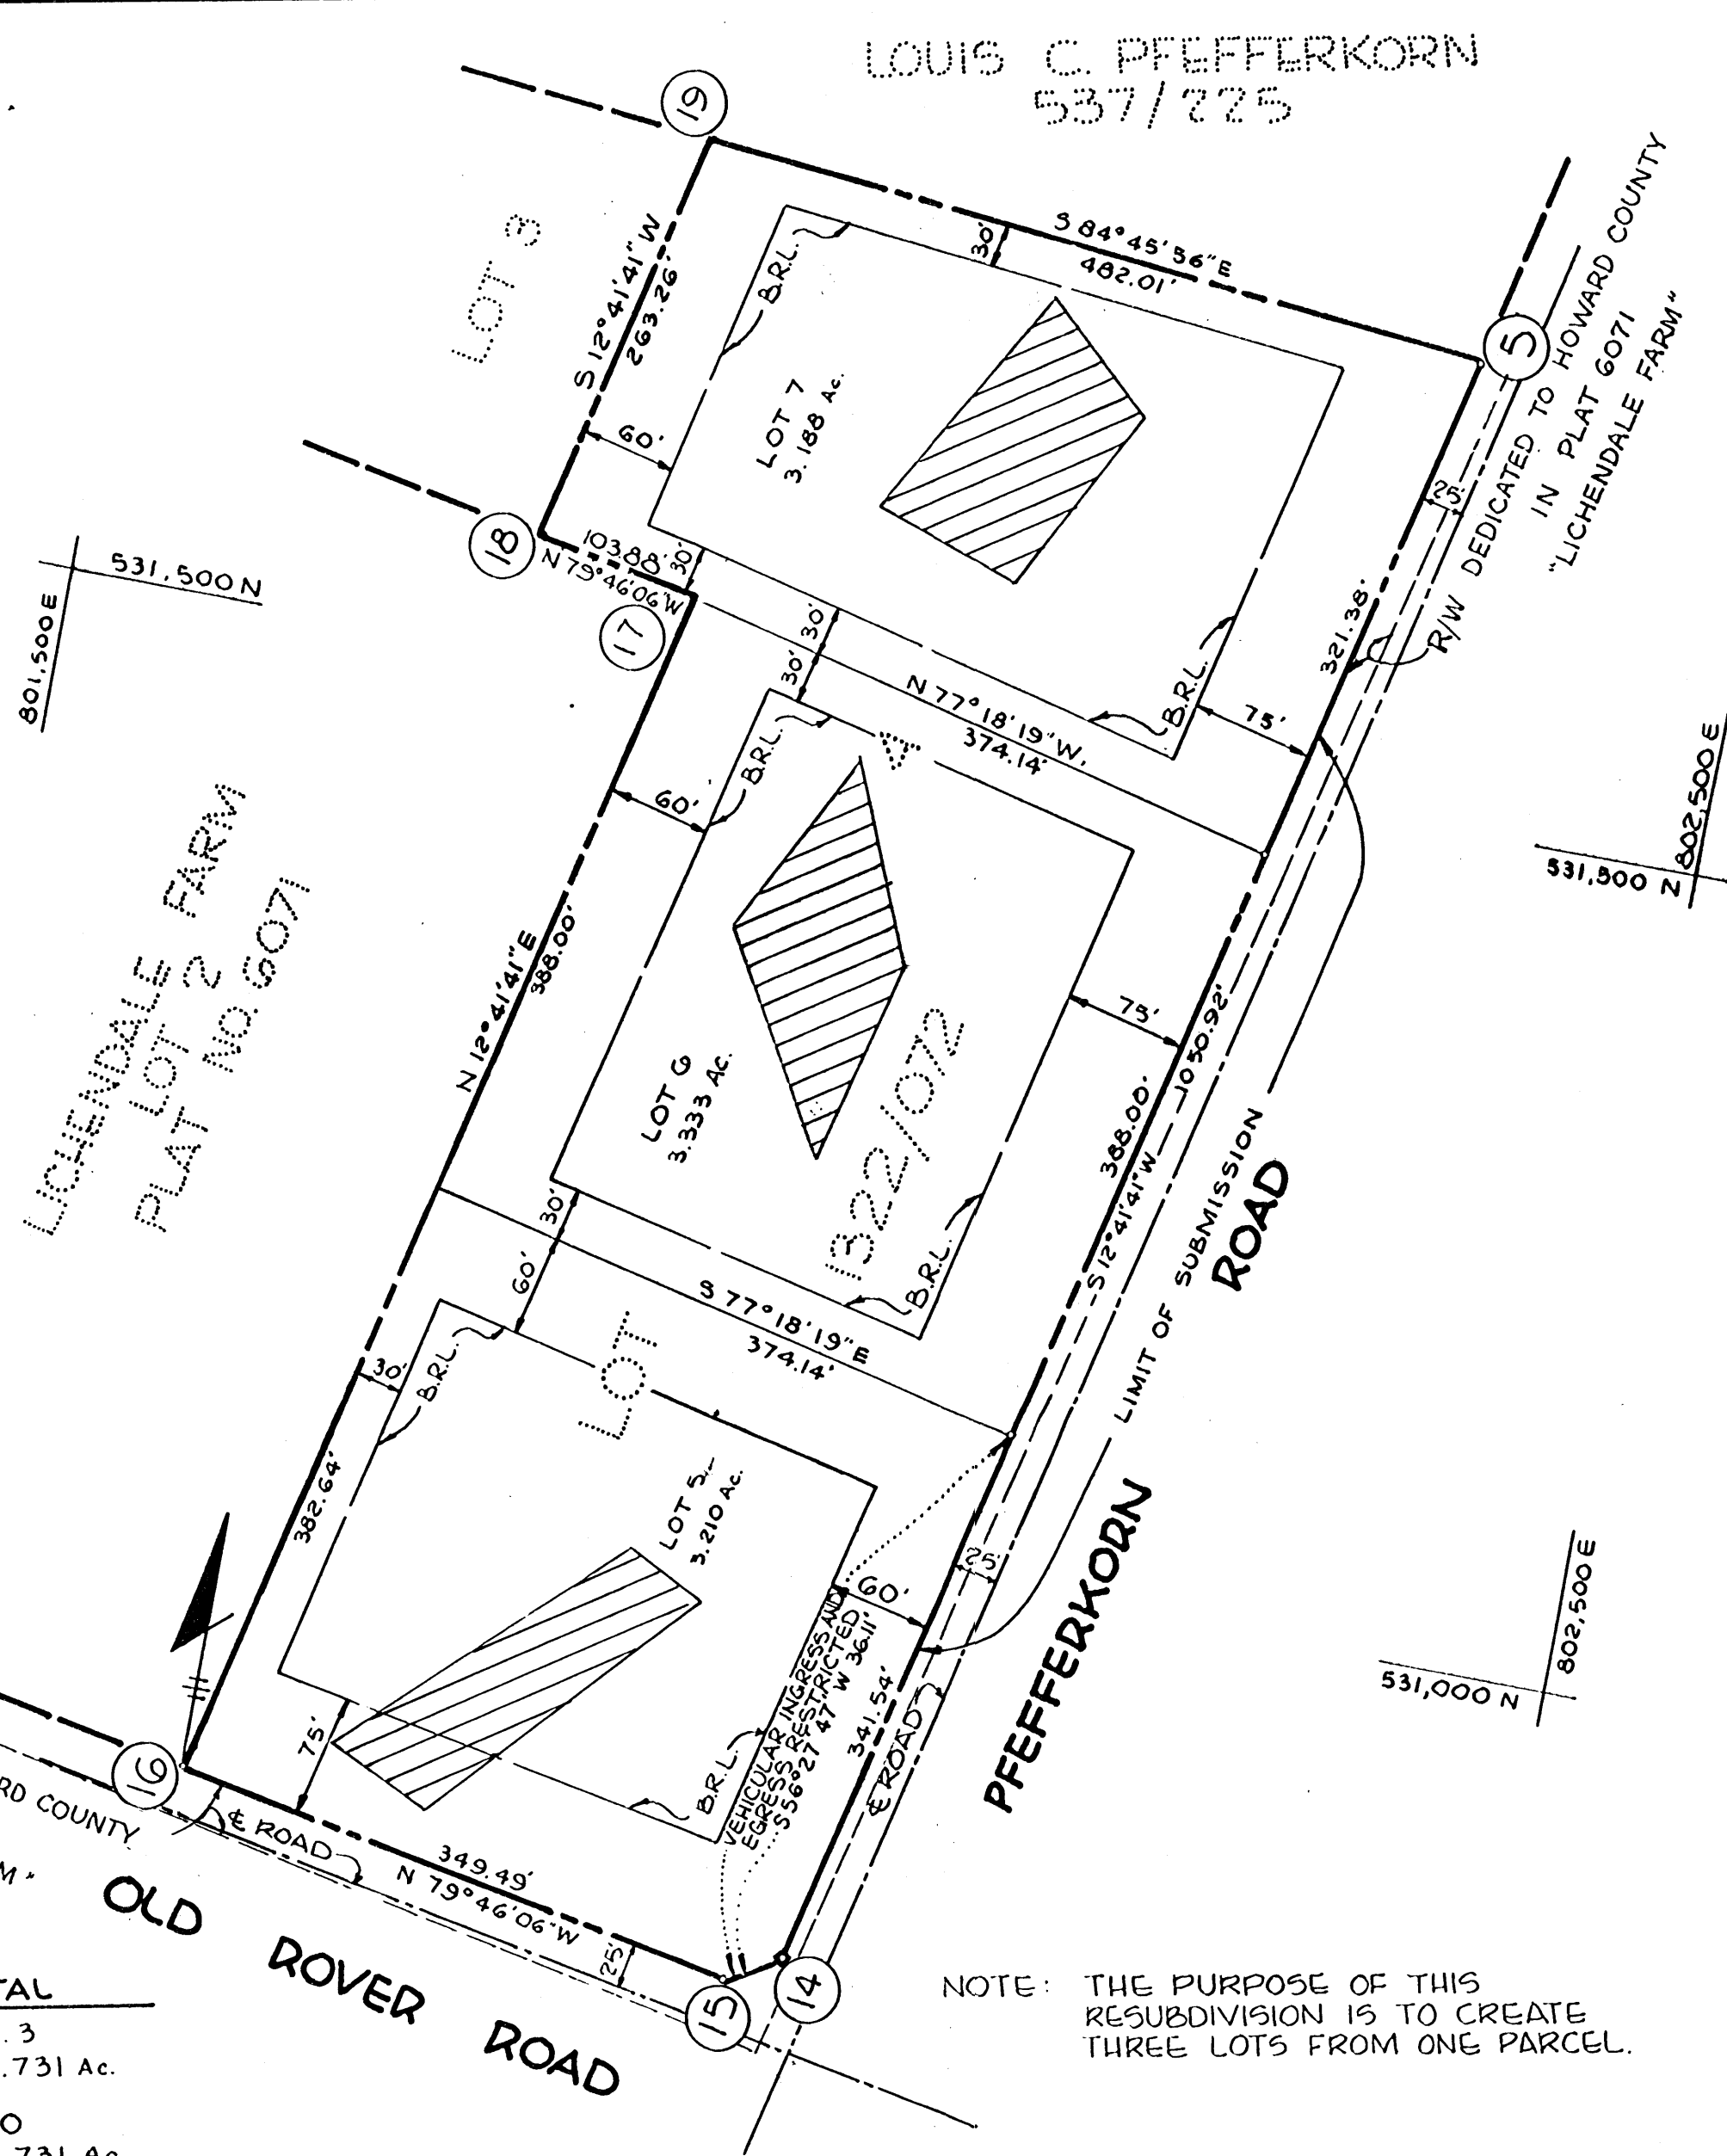 LOUIS C. PFEFFERKORN
537/225
19
LOT 3
S 12°41'41"W
263.26'
S 84°45'56"E
482.01'
30'
B.R.L.
5
R/W DEDICATED TO HOWARD COUNTY
IN PLAT 6071
"LICHENDALE FARM"
LOT 7
3.188 Ac.
60'
18
103.88'
N 79°46'06"W
30'
17
25'
321.38'
531,500 N
801,500 E
30'
30'
N 77°18'19"W
374.14'
B.R.L.
75'
B.R.L.
60'
A
802,500 E
531,500 N
LICHENDALE FARM
LOT 2
PLAT NO. 6071
N 12°41'41"E
388.00'
75'
LOT 6
3.333 Ac.
1322/072
B.R.L.
388.00'
S 12°41'41"W 1050.92'
LIMIT OF SUBMISSION
30'
60'
S 77°18'19"E
374.14'
LOT
30'
B.R.L.
382.64'
LOT 5
3.210 Ac.
25'
60'
VEHICULAR INGRESS AND
EGRESS RESTRICTED
S 56°27'47"W 36.11'
341.54'
℄ ROAD
PFEFFERKORN ROAD
802,500 E
531,000 N
75'
B.R.L.
16
RD COUNTY
℄ ROAD
349.49'
N 79°46'06"W
25'
M"
OLD ROVER ROAD
15
14
NOTE: THE PURPOSE OF THIS
RESUBDIVISION IS TO CREATE
THREE LOTS FROM ONE PARCEL.
TAL
.3
.731 Ac.
0
.731 Ac.